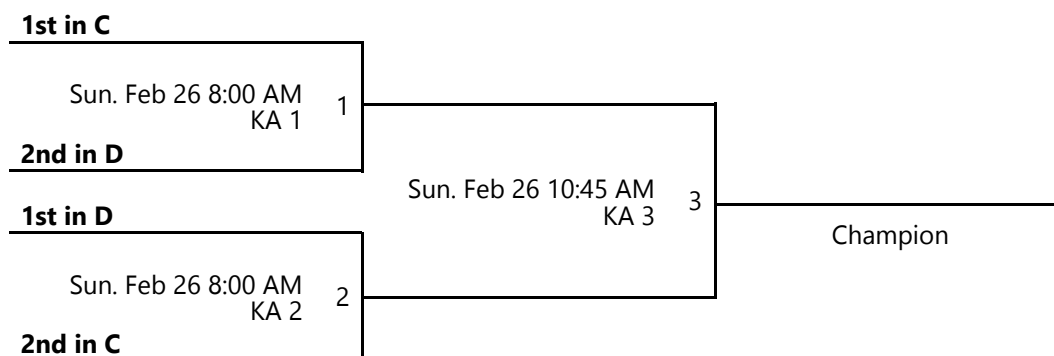 1st in C
Sun. Feb 26 8:00 AM
KA 1
1
2nd in D
Sun. Feb 26 10:45 AM
KA 3
3
1st in D
Champion
Sun. Feb 26 8:00 AM
KA 2
2
2nd in C